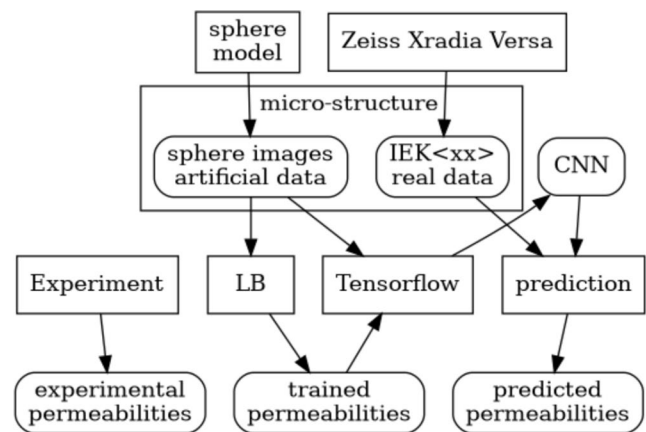 sphere
model
Zeiss Xradia Versa
micro-structure
sphere images
artificial data
IEK<xx>
real data
CNN
Experiment
LB
Tensorflow
prediction
experimental
permeabilities
trained
permeabilities
predicted
permeabilities